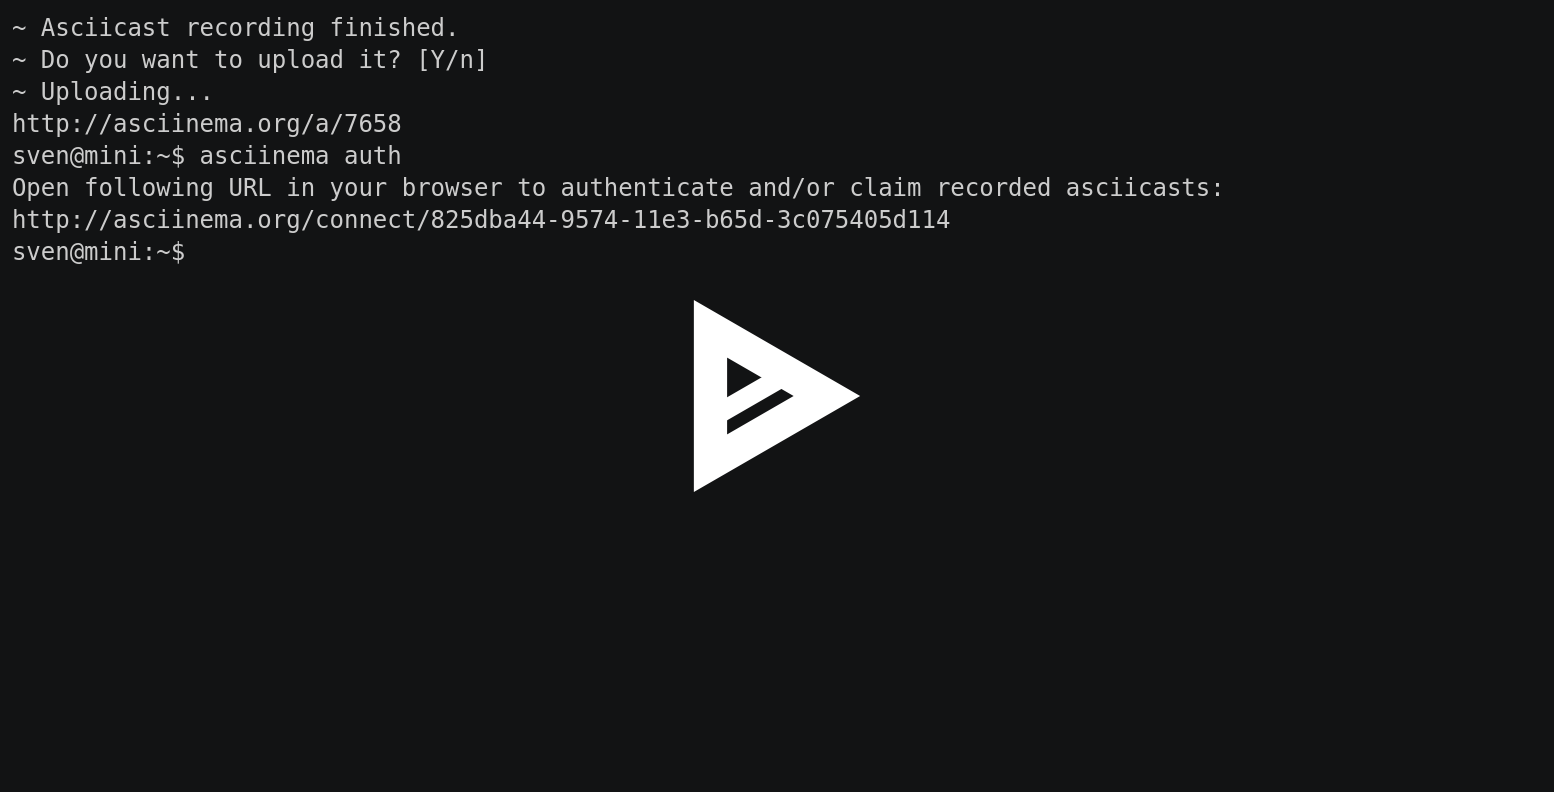 ~ Asciicast recording finished.
~ Do you want to upload it? [Y/n]
~ Uploading...
http://asciinema.org/a/7658
sven@mini:~$ asciinema auth
Open following URL in your browser to authenticate and/or claim recorded asciicasts:
http://asciinema.org/connect/825dba44-9574-11e3-b65d-3c075405d114
sven@mini:~$